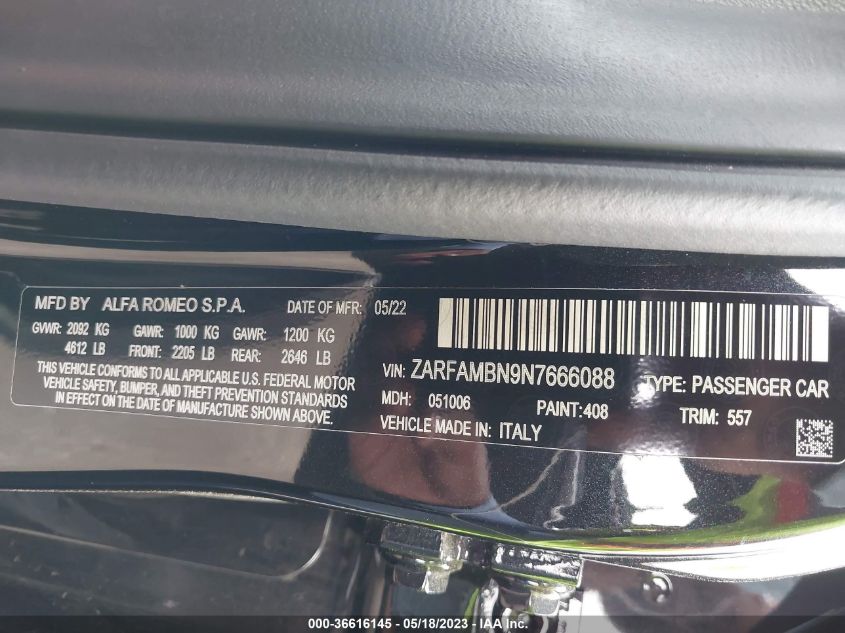 MFD BY ALFA ROMEO S.P.A. DATE OF MFR: 05/22
GVWR: 2092 KG GAWR: 1000 KG GAWR: 1200 KG
4612 LB FRONT: 2205 LB REAR: 2646 LB
THIS VEHICLE CONFORMS TO ALL APPLICABLE U.S. FEDERAL MOTOR
VEHICLE SAFETY, BUMPER, AND THEFT PREVENTION STANDARDS
IN EFFECT ON THE DATE OF MANUFACTURE SHOWN ABOVE.
VIN: ZARFAMBN9N7666088 TYPE: PASSENGER CAR
MDH: 051006 PAINT:408 TRIM: 557
VEHICLE MADE IN: ITALY
000-36616145 - 05/18/2023 - IAA Inc.